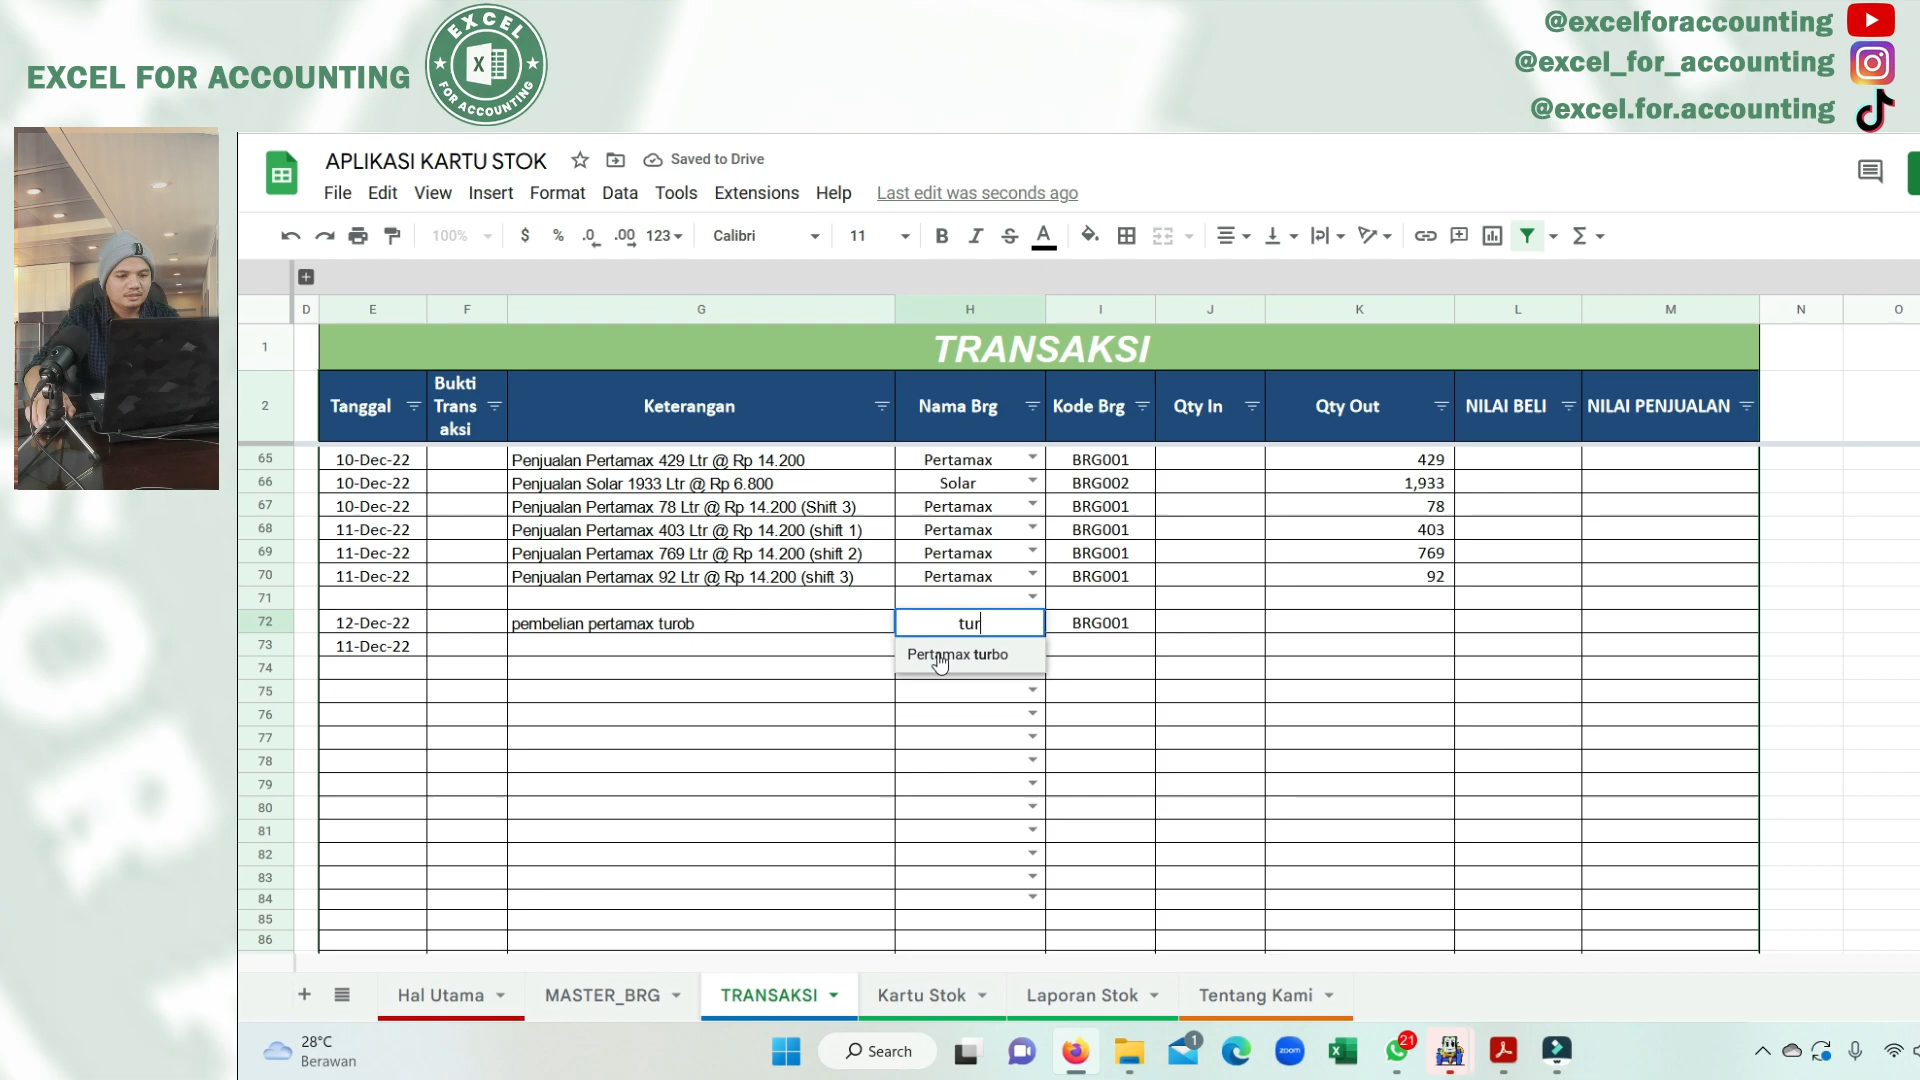 EXCEL FOR ACCOUNTING
EXCEL
FOR ACCOUNTING
X
@excelforaccounting
@excel_for_accounting
@excel.for.accounting
APLIKASI KARTU STOK
Saved to Drive
File Edit View Insert Format Data Tools Extensions Help Last edit was seconds ago
100% $ % .0 .00 123 Calibri 11 B I S A Σ
D E F G H I J K L M N O
1 TRANSAKSI
2 Tanggal Bukti Trans aksi Keterangan Nama Brg Kode Brg Qty In Qty Out NILAI BELI NILAI PENJUALAN
65 10-Dec-22 Penjualan Pertamax 429 Ltr @ Rp 14.200 Pertamax BRG001 429
66 10-Dec-22 Penjualan Solar 1933 Ltr @ Rp 6.800 Solar BRG002 1,933
67 10-Dec-22 Penjualan Pertamax 78 Ltr @ Rp 14.200 (Shift 3) Pertamax BRG001 78
68 11-Dec-22 Penjualan Pertamax 403 Ltr @ Rp 14.200 (shift 1) Pertamax BRG001 403
69 11-Dec-22 Penjualan Pertamax 769 Ltr @ Rp 14.200 (shift 2) Pertamax BRG001 769
70 11-Dec-22 Penjualan Pertamax 92 Ltr @ Rp 14.200 (shift 3) Pertamax BRG001 92
71
72 12-Dec-22 pembelian pertamax turob tur BRG001
73 11-Dec-22 Pertamax turbo
74
75
76
77
78
79
80
81
82
83
84
85
86
Hal Utama MASTER_BRG TRANSAKSI Kartu Stok Laporan Stok Tentang Kami
28°C
Berawan
Search
1
zoom
21